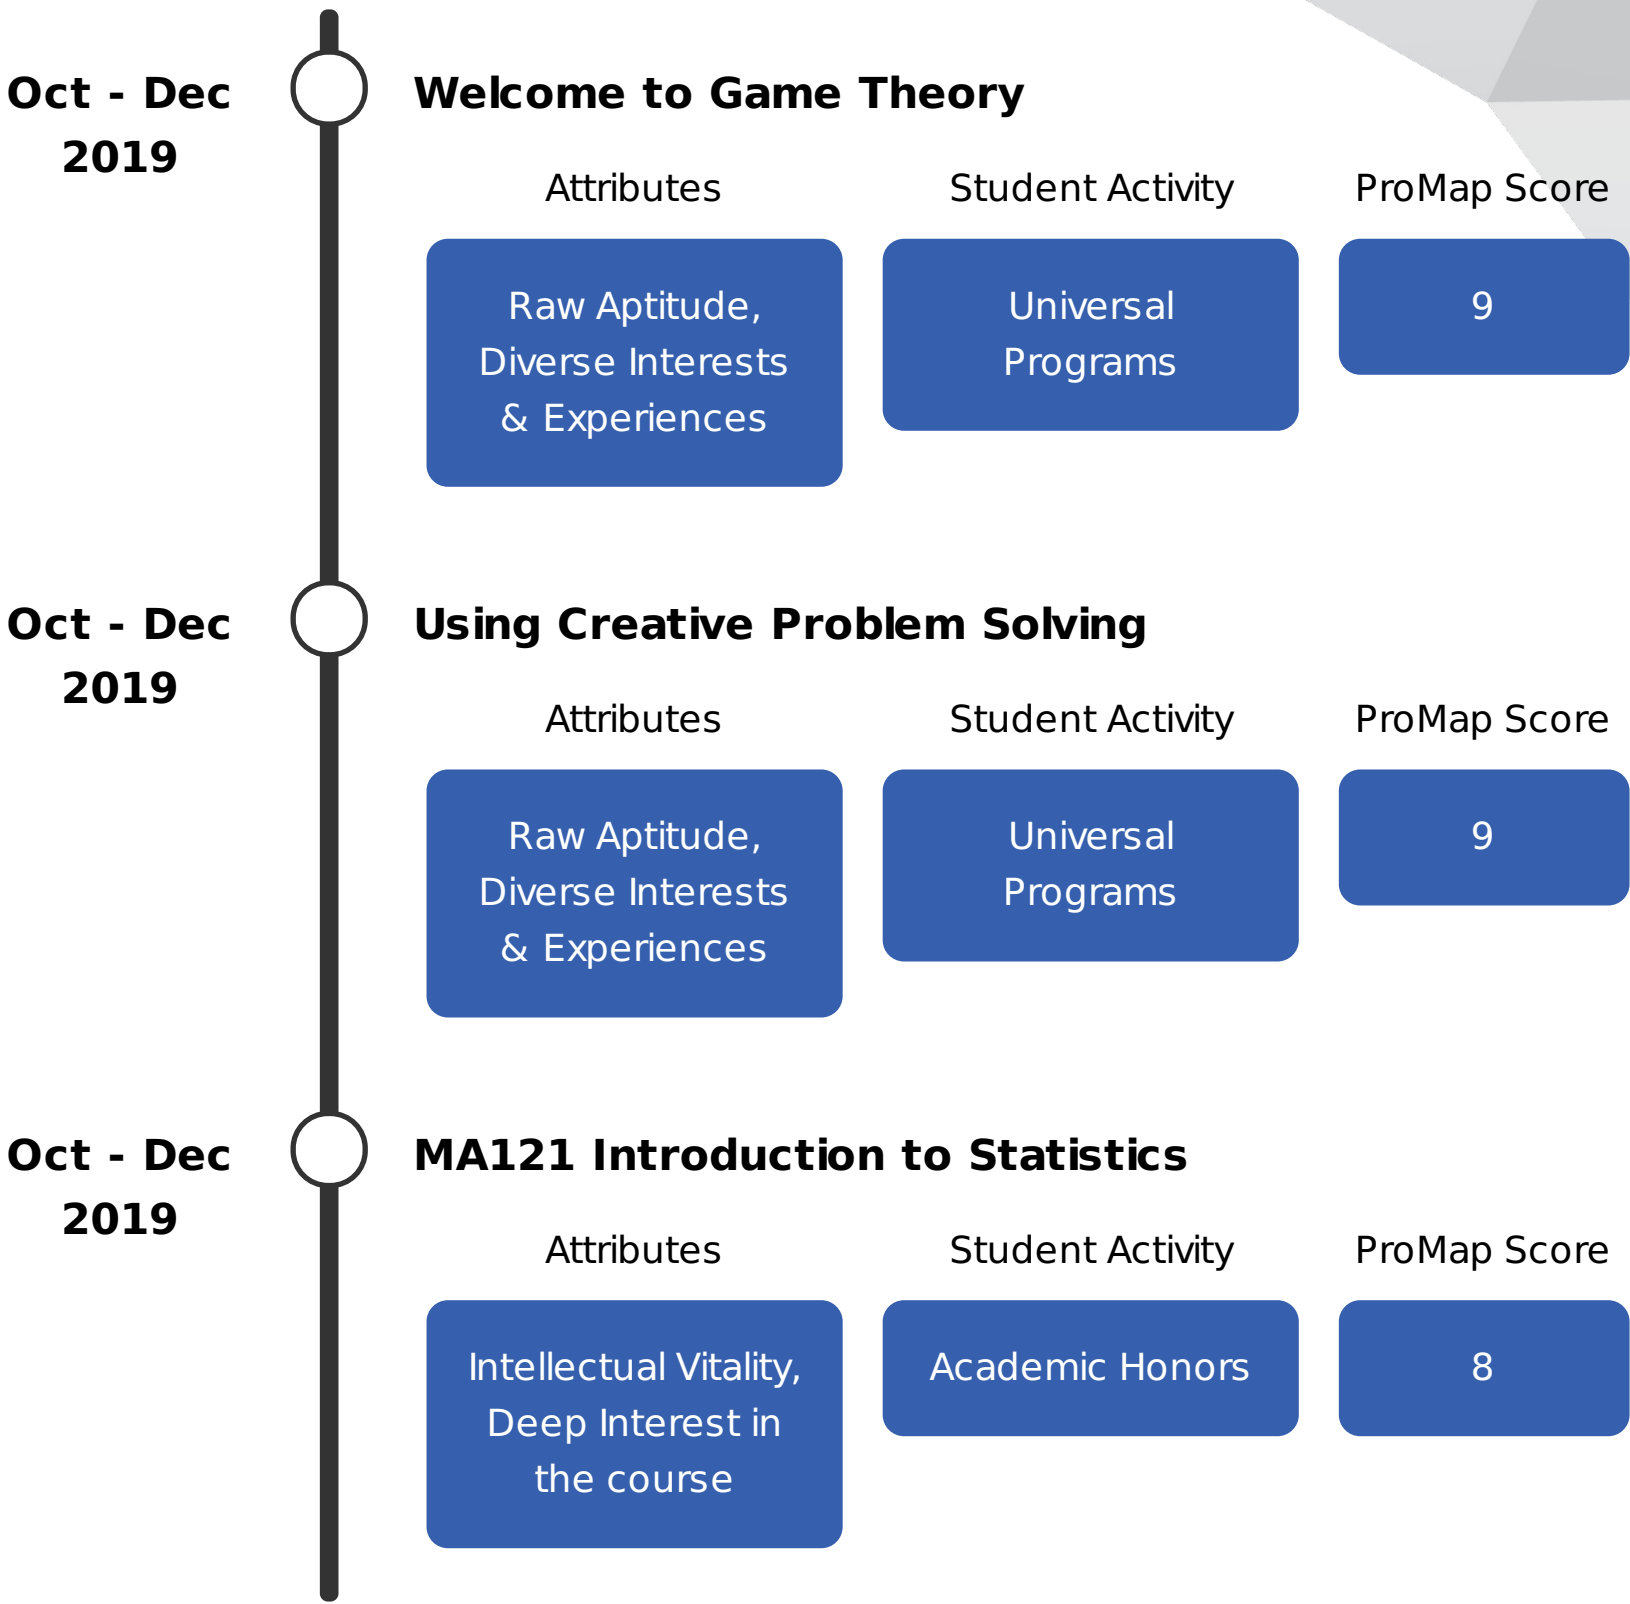 Oct - Dec
2019
Welcome to Game Theory
Attributes
Student Activity
ProMap Score
Raw Aptitude,
Diverse Interests
& Experiences
Universal
Programs
9
Oct - Dec
2019
Using Creative Problem Solving
Attributes
Student Activity
ProMap Score
Raw Aptitude,
Diverse Interests
& Experiences
Universal
Programs
9
Oct - Dec
2019
MA121 Introduction to Statistics
Attributes
Student Activity
ProMap Score
Intellectual Vitality,
Deep Interest in
the course
Academic Honors
8